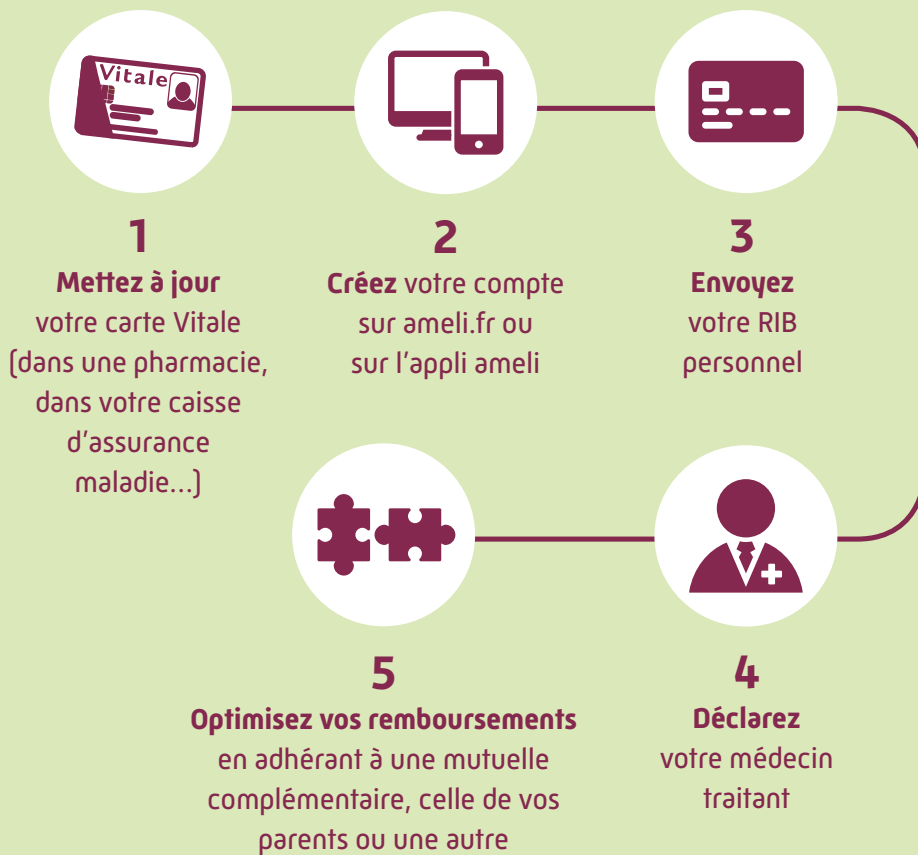 Vitale
1
Mettez à jour
votre carte Vitale
(dans une pharmacie,
dans votre caisse
d'assurance
maladie...)
2
Créez votre compte
sur ameli.fr ou
sur l'appli ameli
3
Envoyez
votre RIB
personnel
4
Déclarez
votre médecin
traitant
5
Optimisez vos remboursements
en adhérant à une mutuelle
complémentaire, celle de vos
parents ou une autre